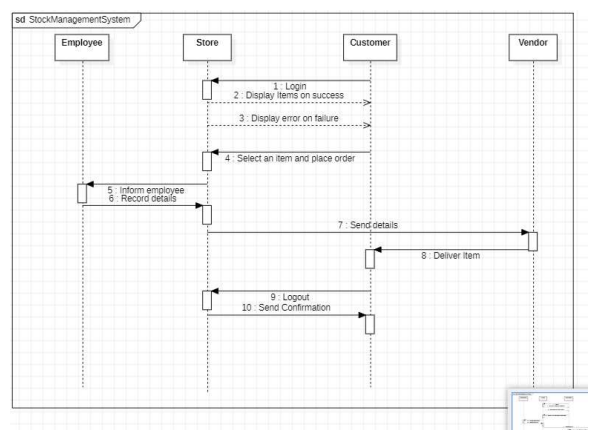 sd StockManagementSystem
Employee
Store
Customer
Vendor
1 : Login
2 : Display Items on success
3 : Display error on failure
4 : Select an item and place order
5 : Inform employee
6 : Record details
7 : Send details
8 : Deliver Item
9 : Logout
10 : Send Confirmation